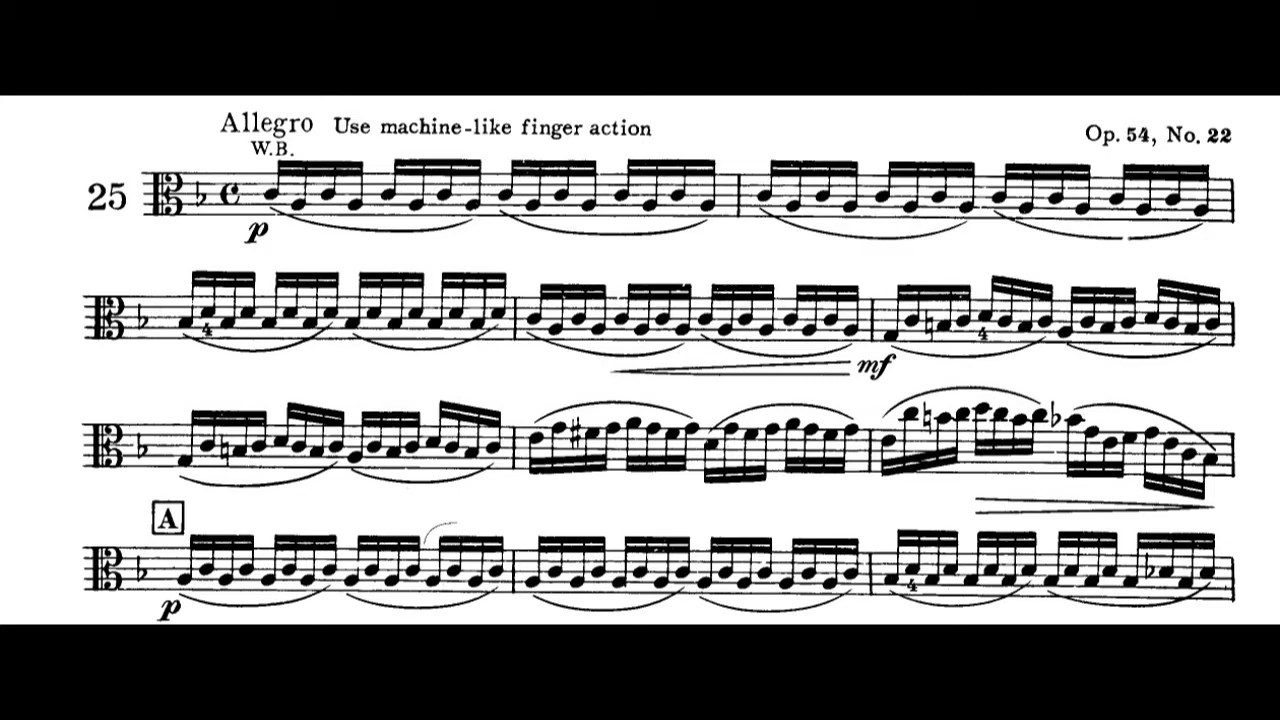 Allegro Use machine-like finger action
W.B.
Op. 54, No. 22
25
p
4
mf
4
A
p
4